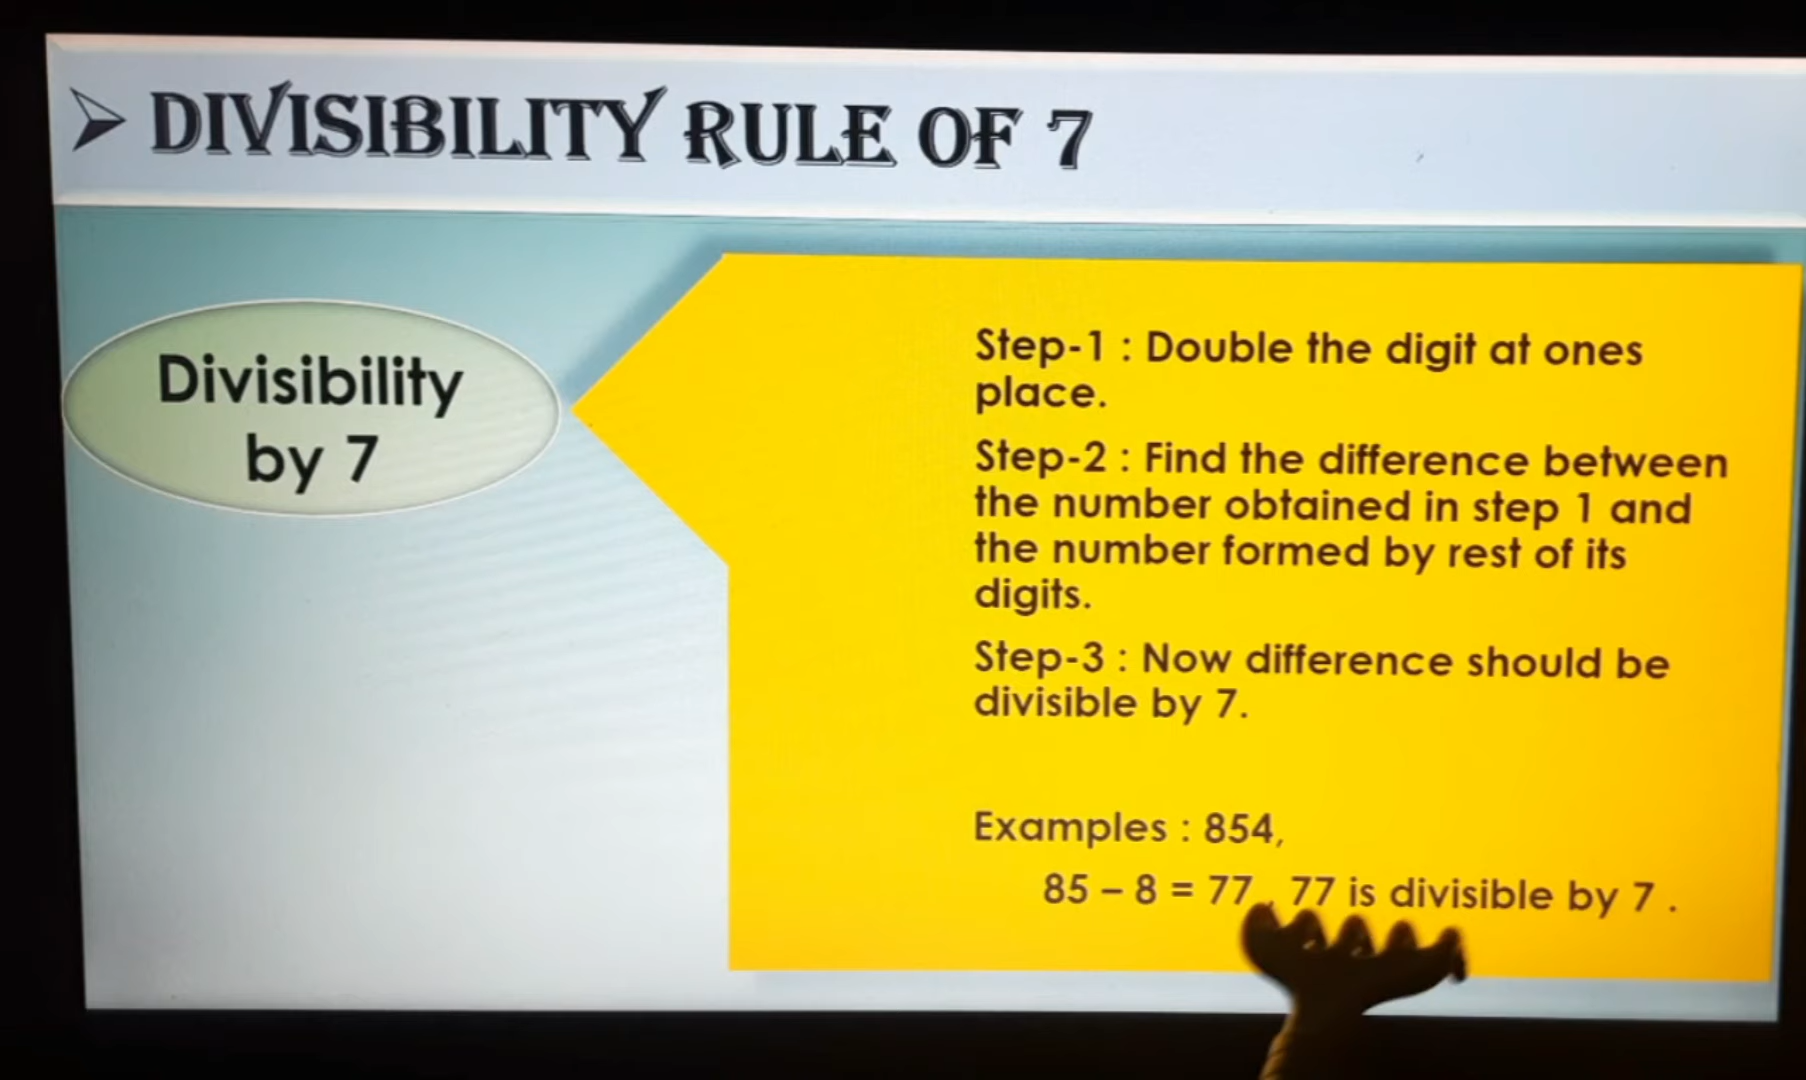 DIVISIBILITY RULE OF 7
Divisibility
by 7
Step-1 : Double the digit at ones
place.
Step-2 : Find the difference between
the number obtained in step 1 and
the number formed by rest of its
digits.
Step-3 : Now difference should be
divisible by 7.
Examples : 854,
85 – 8 = 77 , 77 is divisible by 7 .